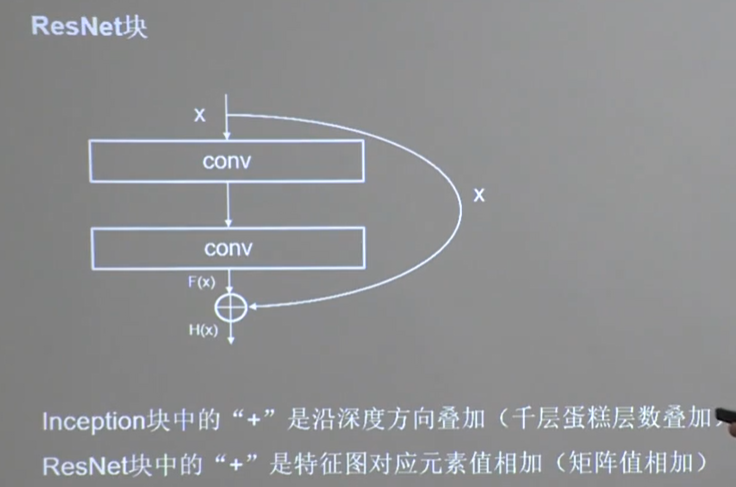 ResNet块
x
conv
x
conv
F(x)
H(x)
Inception块中的“+”是沿深度方向叠加（千层蛋糕层数叠加）
ResNet块中的“+”是特征图对应元素值相加（矩阵值相加）